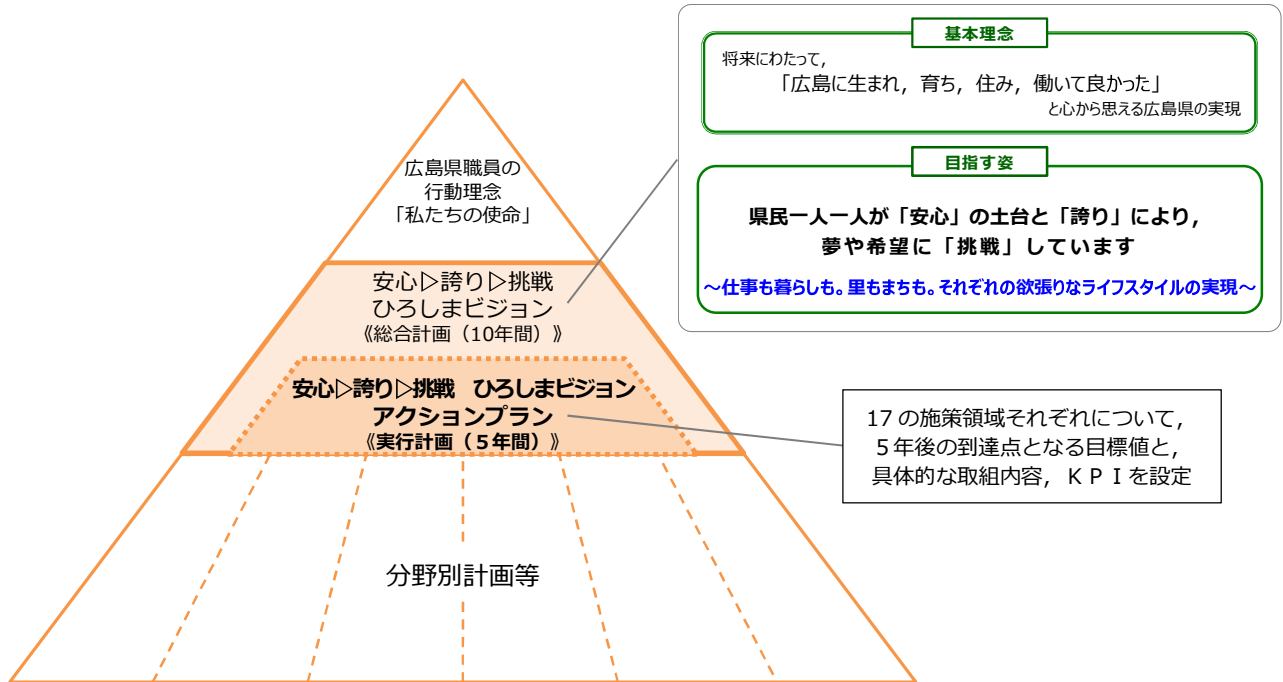 基本理念
将来にわたって，
「広島に生まれ，育ち，住み，働いて良かった」
と心から思える広島県の実現
目指す姿
県民一人一人が「安心」の土台と「誇り」により，
夢や希望に「挑戦」しています
～仕事も暮らしも。里もまちも。それぞれの欲張りなライフスタイルの実現～
広島県職員の
行動理念
「私たちの使命」
安心▷誇り▷挑戦
ひろしまビジョン
《総合計画（10年間）》
安心▷誇り▷挑戦　ひろしまビジョン
アクションプラン
《実行計画（５年間）》
17 の施策領域それぞれについて，
５年後の到達点となる目標値と，
具体的な取組内容，ＫＰＩを設定
分野別計画等